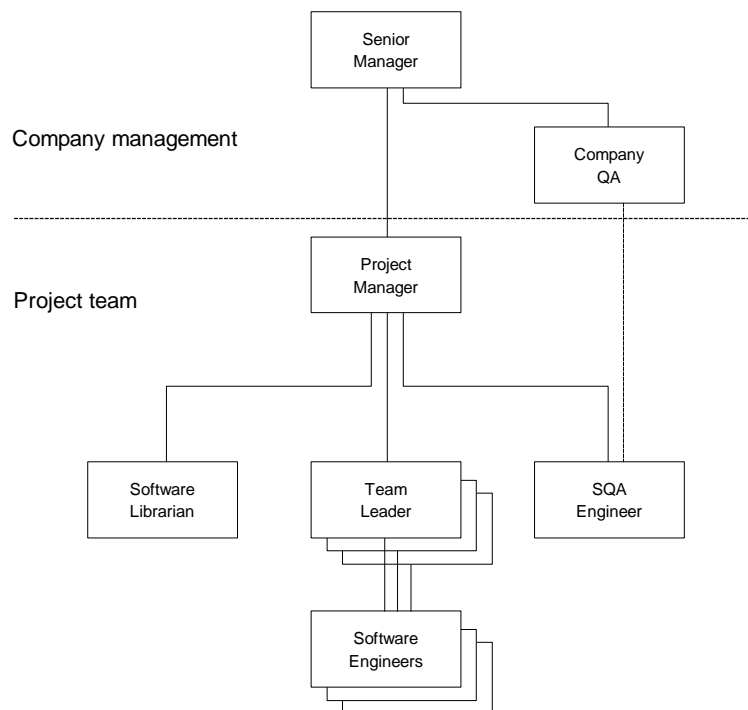 Senior
Manager
Company management
Company
QA
Project
Manager
Project team
Software
Librarian
Team
Leader
SQA
Engineer
Software
Engineers